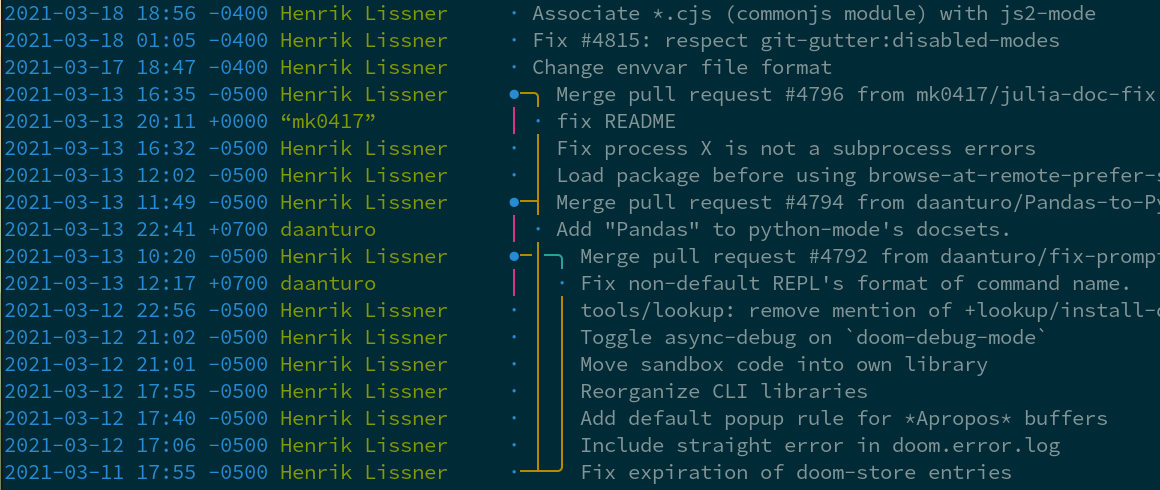 2021-03-18 18:56 -0400 Henrik Lissner · Associate *.cjs (commonjs module) with js2-mode
2021-03-18 01:05 -0400 Henrik Lissner · Fix #4815: respect git-gutter:disabled-modes
2021-03-17 18:47 -0400 Henrik Lissner · Change envvar file format
2021-03-13 16:35 -0500 Henrik Lissner Merge pull request #4796 from mk0417/julia-doc-fix
2021-03-13 20:11 +0000 “mk0417” · fix README
2021-03-13 16:32 -0500 Henrik Lissner · Fix process X is not a subprocess errors
2021-03-13 12:02 -0500 Henrik Lissner · Load package before using browse-at-remote-prefer-
2021-03-13 11:49 -0500 Henrik Lissner Merge pull request #4794 from daanturo/Pandas-to-Py
2021-03-13 22:41 +0700 daanturo · Add "Pandas" to python-mode's docsets.
2021-03-13 10:20 -0500 Henrik Lissner Merge pull request #4792 from daanturo/fix-prompt
2021-03-13 12:17 +0700 daanturo · Fix non-default REPL's format of command name.
2021-03-12 22:56 -0500 Henrik Lissner · tools/lookup: remove mention of +lookup/install-
2021-03-12 21:02 -0500 Henrik Lissner · Toggle async-debug on `doom-debug-mode`
2021-03-12 21:01 -0500 Henrik Lissner · Move sandbox code into own library
2021-03-12 17:55 -0500 Henrik Lissner · Reorganize CLI libraries
2021-03-12 17:40 -0500 Henrik Lissner · Add default popup rule for *Apropos* buffers
2021-03-12 17:06 -0500 Henrik Lissner · Include straight error in doom.error.log
2021-03-11 17:55 -0500 Henrik Lissner · Fix expiration of doom-store entries